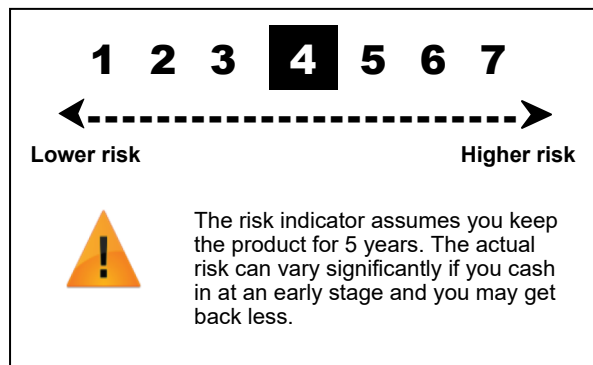 1 2 3 4 5 6 7
Lower risk Higher risk
!
The risk indicator assumes you keep
the product for 5 years. The actual
risk can vary significantly if you cash
in at an early stage and you may get
back less.